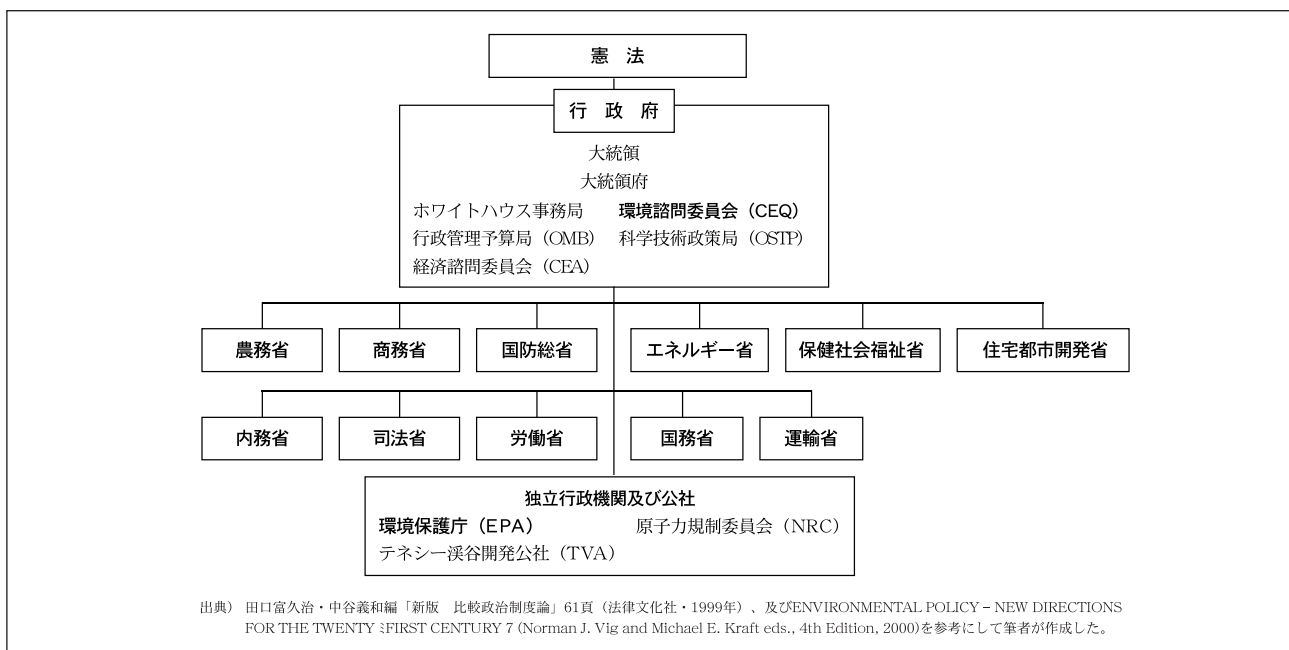 憲　法
行　政　府
大統領
大統領府
ホワイトハウス事務局　環境諮問委員会（CEQ）
行政管理予算局（OMB）　科学技術政策局（OSTP）
経済諮問委員会（CEA）
農務省　商務省　国防総省　エネルギー省　保健社会福祉省　住宅都市開発省
内務省　司法省　労働省　国務省　運輸省
独立行政機関及び公社
環境保護庁（EPA）　原子力規制委員会（NRC）
テネシー渓谷開発公社（TVA）
出典） 田口富久治・中谷義和編「新版　比較政治制度論」61頁（法律文化社・1999年）、及びENVIRONMENTAL POLICY – NEW DIRECTIONS
FOR THE TWENTY ⁝FIRST CENTURY 7 (Norman J. Vig and Michael E. Kraft eds., 4th Edition, 2000)を参考にして筆者が作成した。